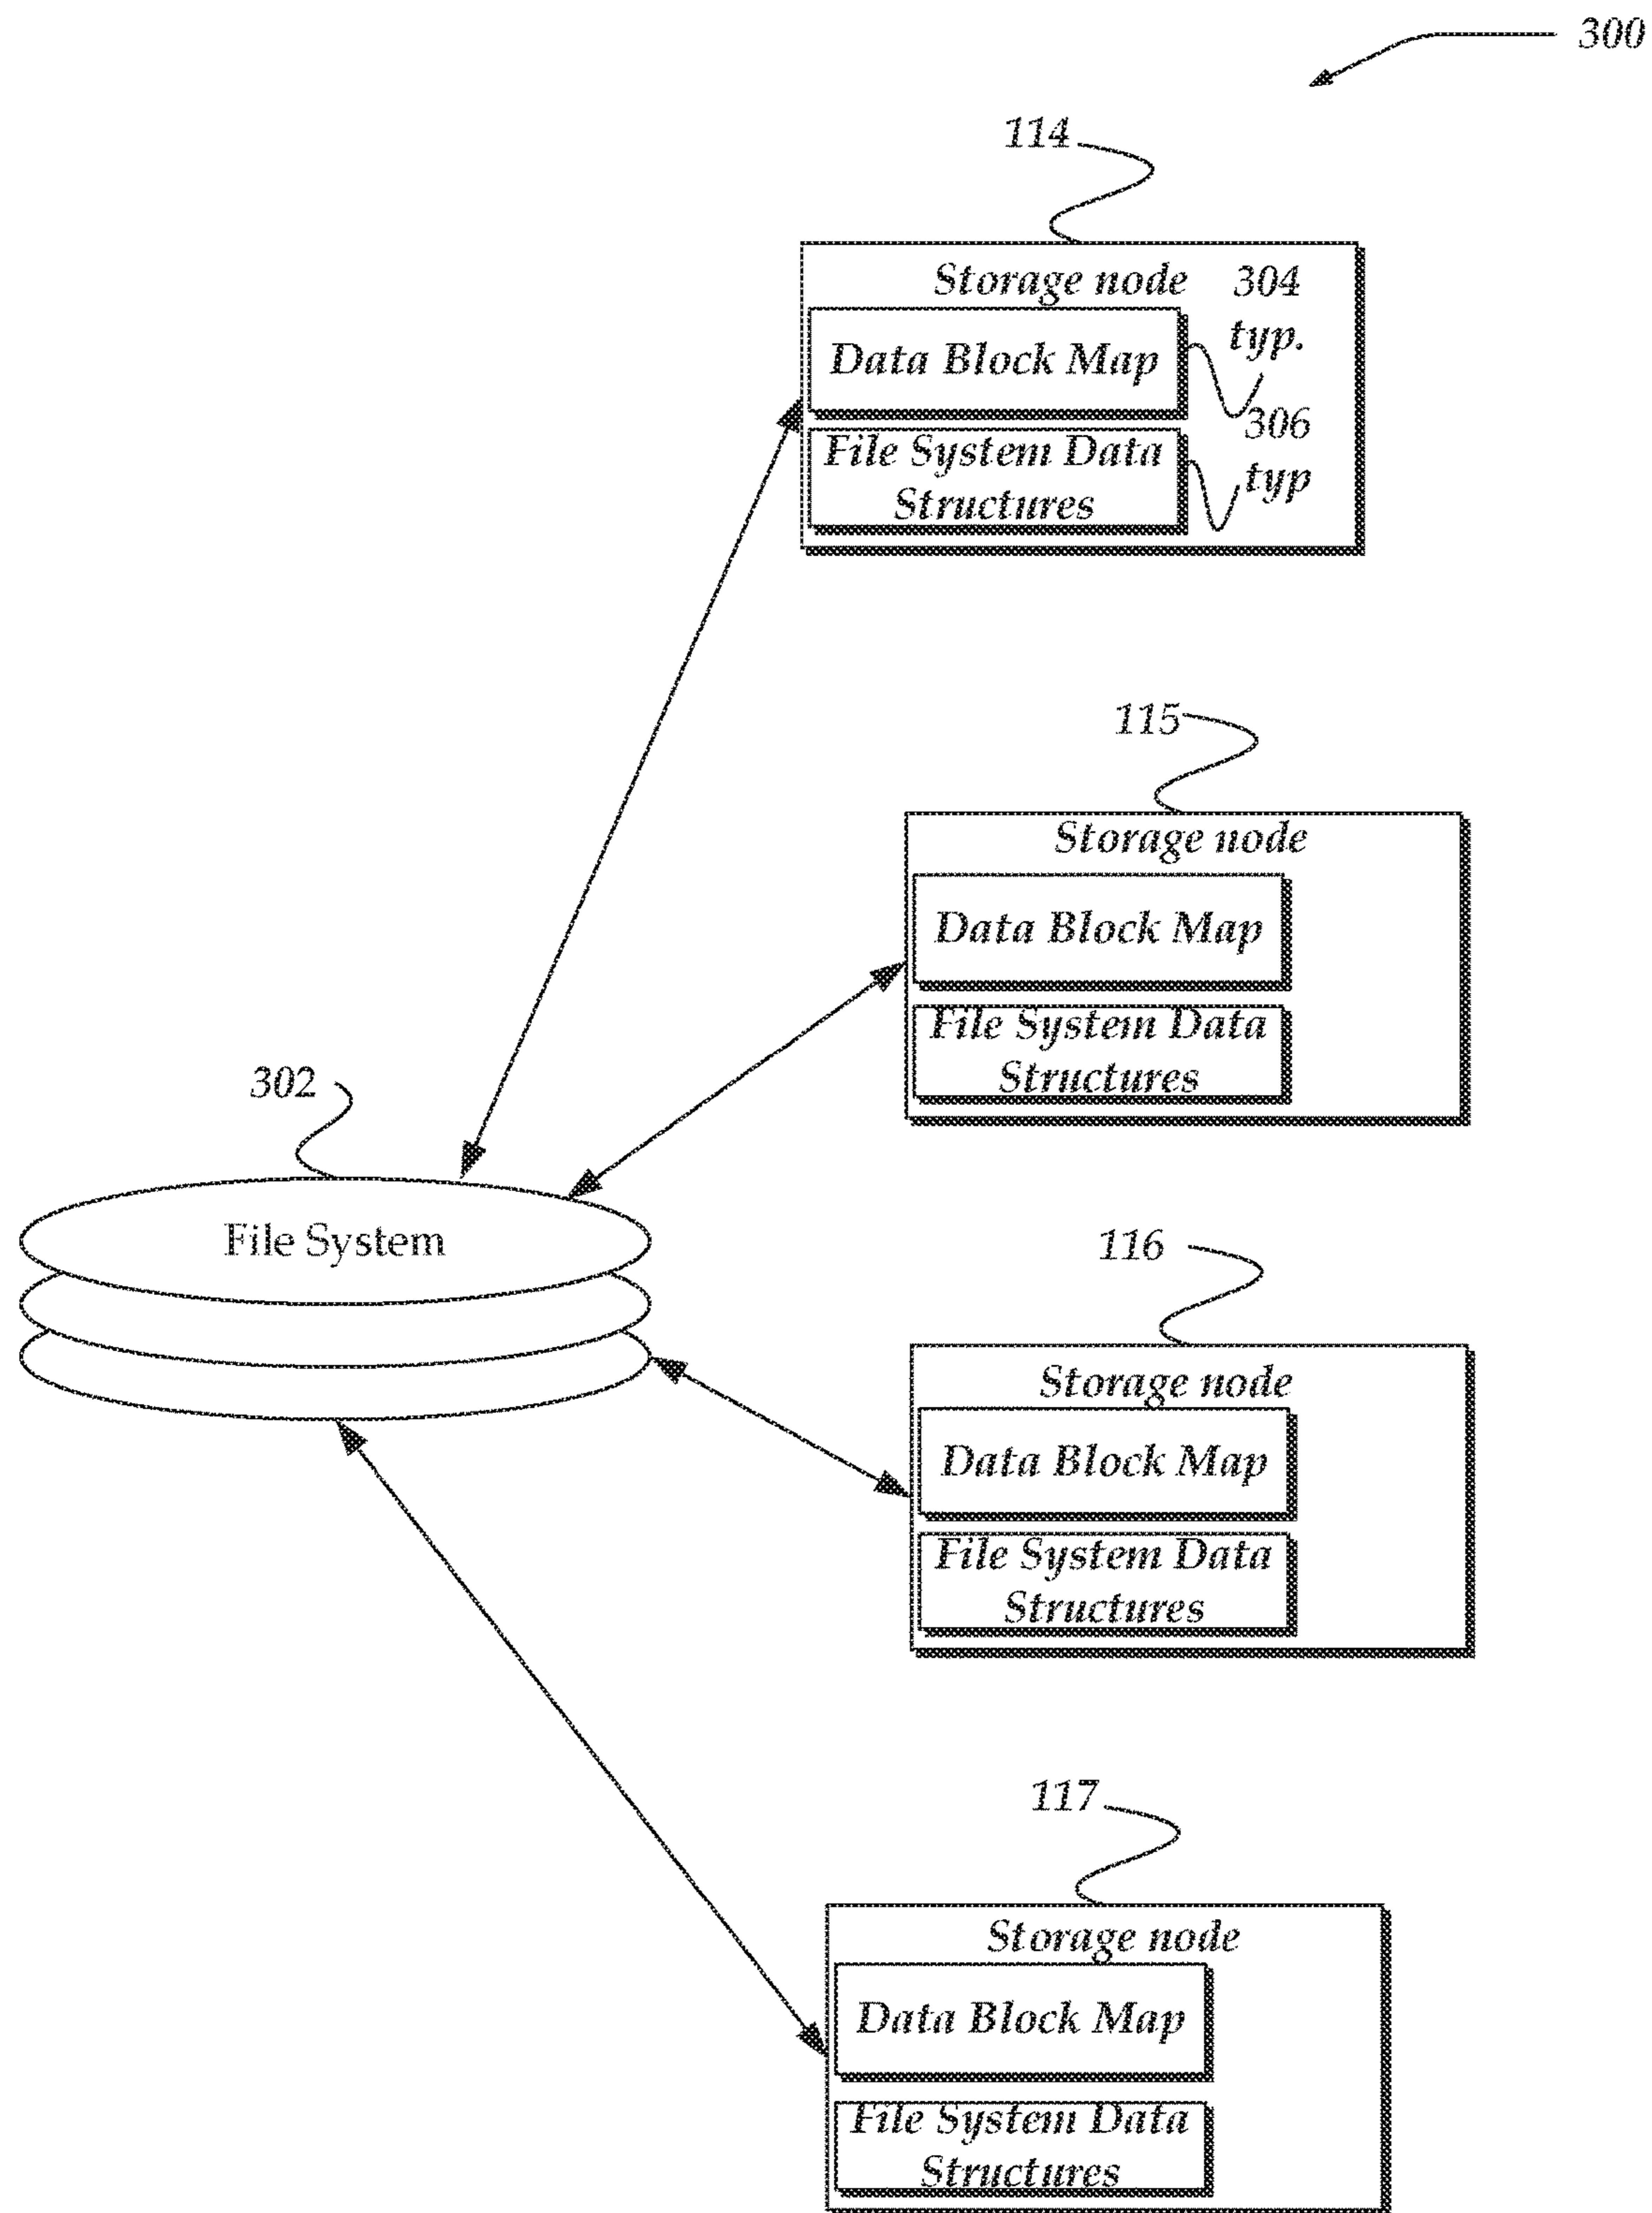 300
114
Storage node
304
typ.
Data Block Map
306
typ
File System Data
Structures
115
Storage node
Data Block Map
File System Data
Structures
302
File System
116
Storage node
Data Block Map
File System Data
Structures
117
Storage node
Data Block Map
File System Data
Structures